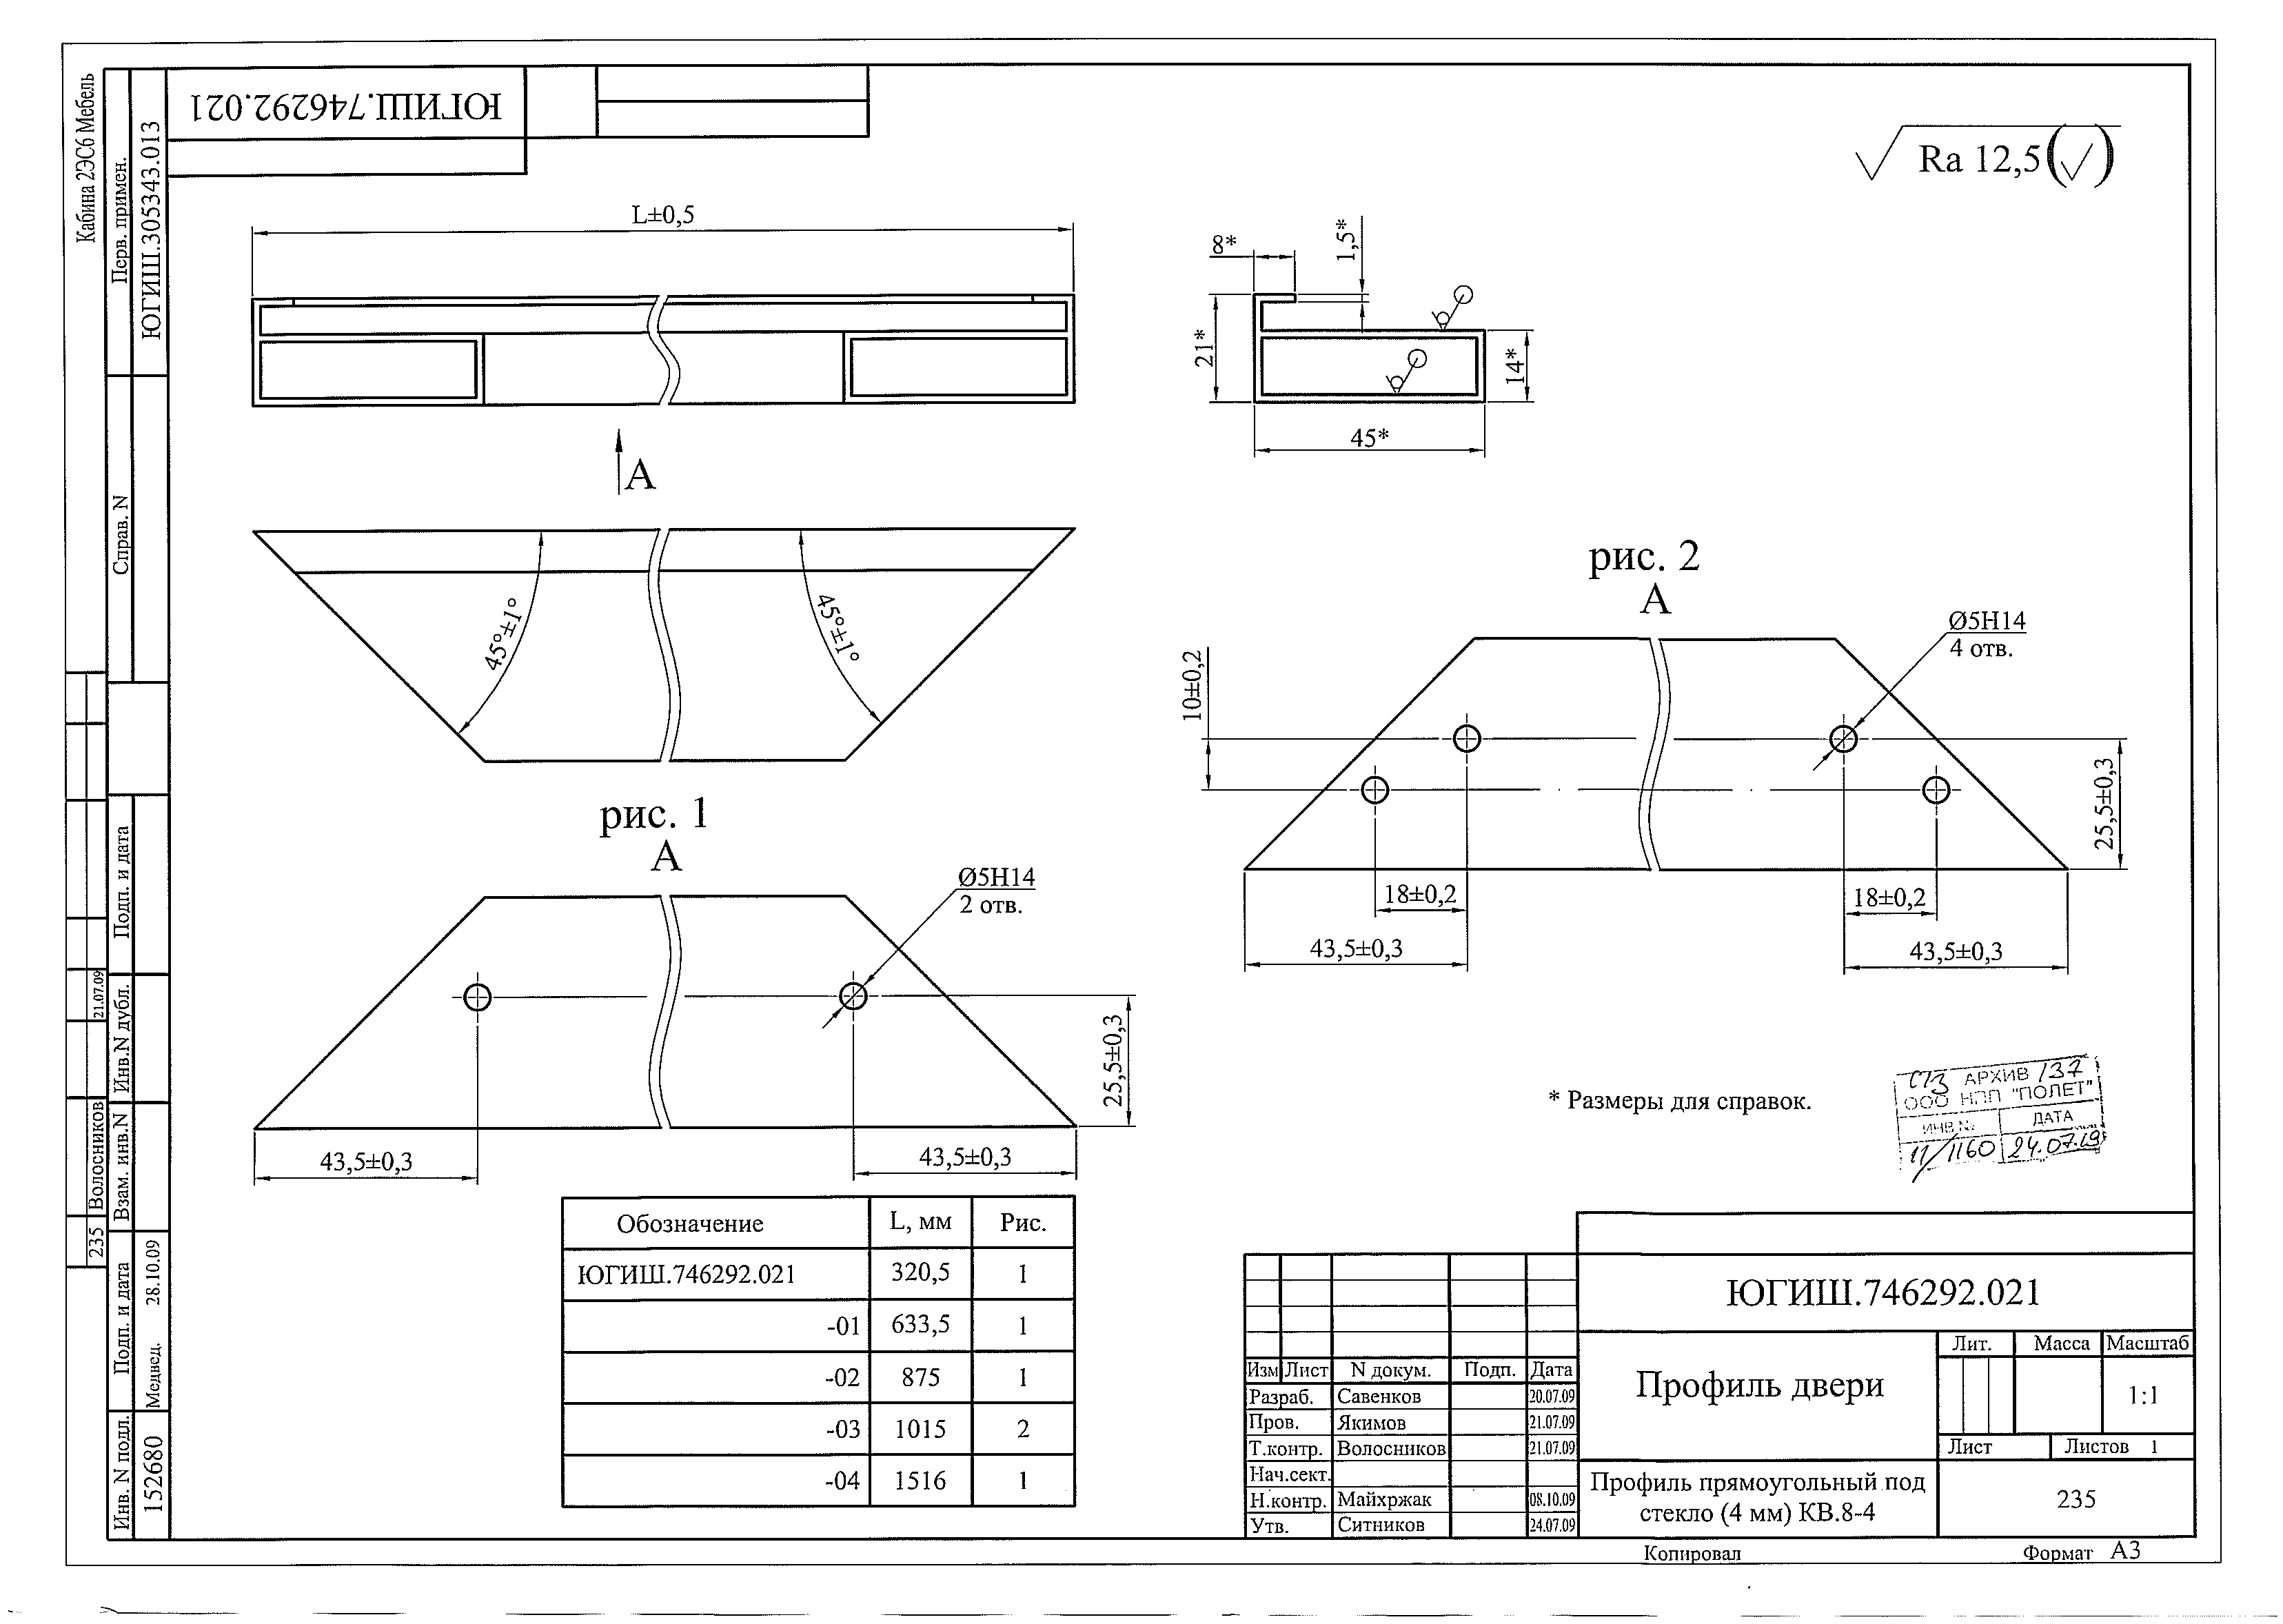 Кабина 2ЭС6 Мебель
Перв. примен.
ЮГИШ.305343.013
Справ. N
Подп. и дата
Инв.N дубл.
Взам. инв.N
Подп. и дата
Инв. N подл.
21.07.09
Волосников
235
Медвед. 28.10.09
152680
ЮГИШ.746292.021
Ra 12,5
L±0,5
8*
1,5*
21*
14*
45*
А
45°±1°
45°±1°
рис. 1
А
Ø5H14
2 отв.
25,5±0,3
43,5±0,3
43,5±0,3
рис. 2
А
Ø5H14
4 отв.
10±0,2
25,5±0,3
18±0,2
18±0,2
43,5±0,3
43,5±0,3
* Размеры для справок.
СТЗ АРХИВ 137
ООО НПП "ПОЛЕТ"
ИНВ.№ ДАТА
11/1160 24.07.19
Обозначение L, мм Рис.
ЮГИШ.746292.021 320,5 1
-01 633,5 1
-02 875 1
-03 1015 2
-04 1516 1
ЮГИШ.746292.021
Изм Лист N докум. Подп. Дата
Разраб. Савенков 20.07.09
Пров. Якимов 21.07.09
Т.контр. Волосников 21.07.09
Нач.сект.
Н.контр. Майхржак 08.10.09
Утв. Ситников 24.07.09
Профиль двери
Лит. Масса Масштаб
1:1
Лист Листов 1
Профиль прямоугольный под
стекло (4 мм) КВ.8-4
235
Копировал Формат А3